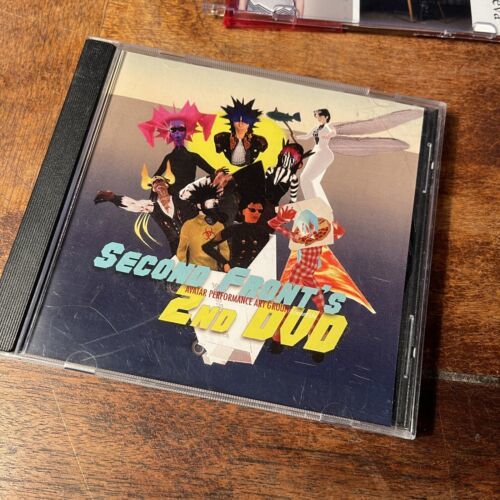 SECOND FRONT'S
AVATAR PERFORMANCE ART GROUP
2ND DVD